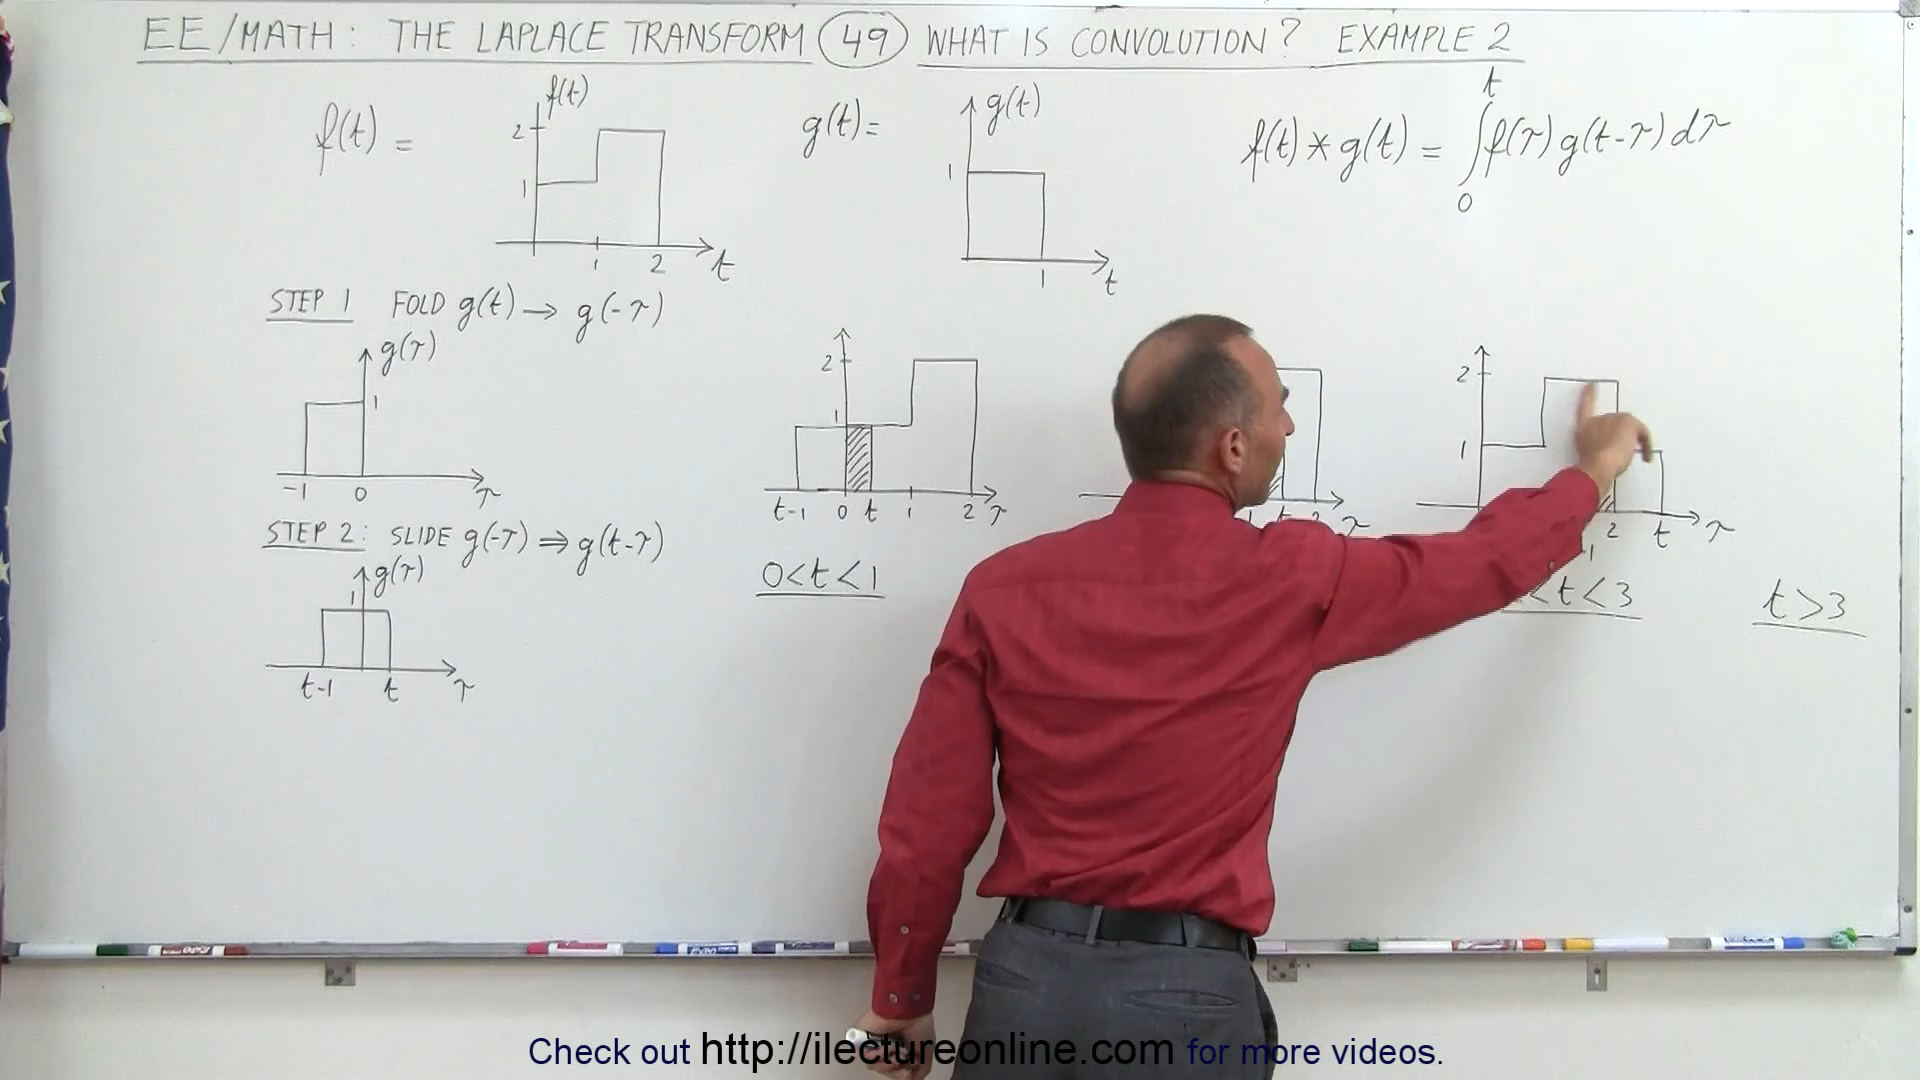 EE/MATH: THE LAPLACE TRANSFORM 49 WHAT IS CONVOLUTION? EXAMPLE 2
f(t) =
f(t)
2
1
1 2 t
g(t)=
g(t)
1
1 t
f(t)*g(t) = ∫₀ᵗ f(τ)g(t-τ)dτ
STEP 1 FOLD g(t) → g(-τ)
g(τ)
1
-1 0 τ
STEP 2: SLIDE g(-τ) ⇒ g(t-τ)
g(τ)
1
t-1 t τ
2
1
t-1 0 t 1 2 τ
0<t<1
τ
2
1
2 t τ
<t<3
t>3
Check out http://ilectureonline.com for more videos.